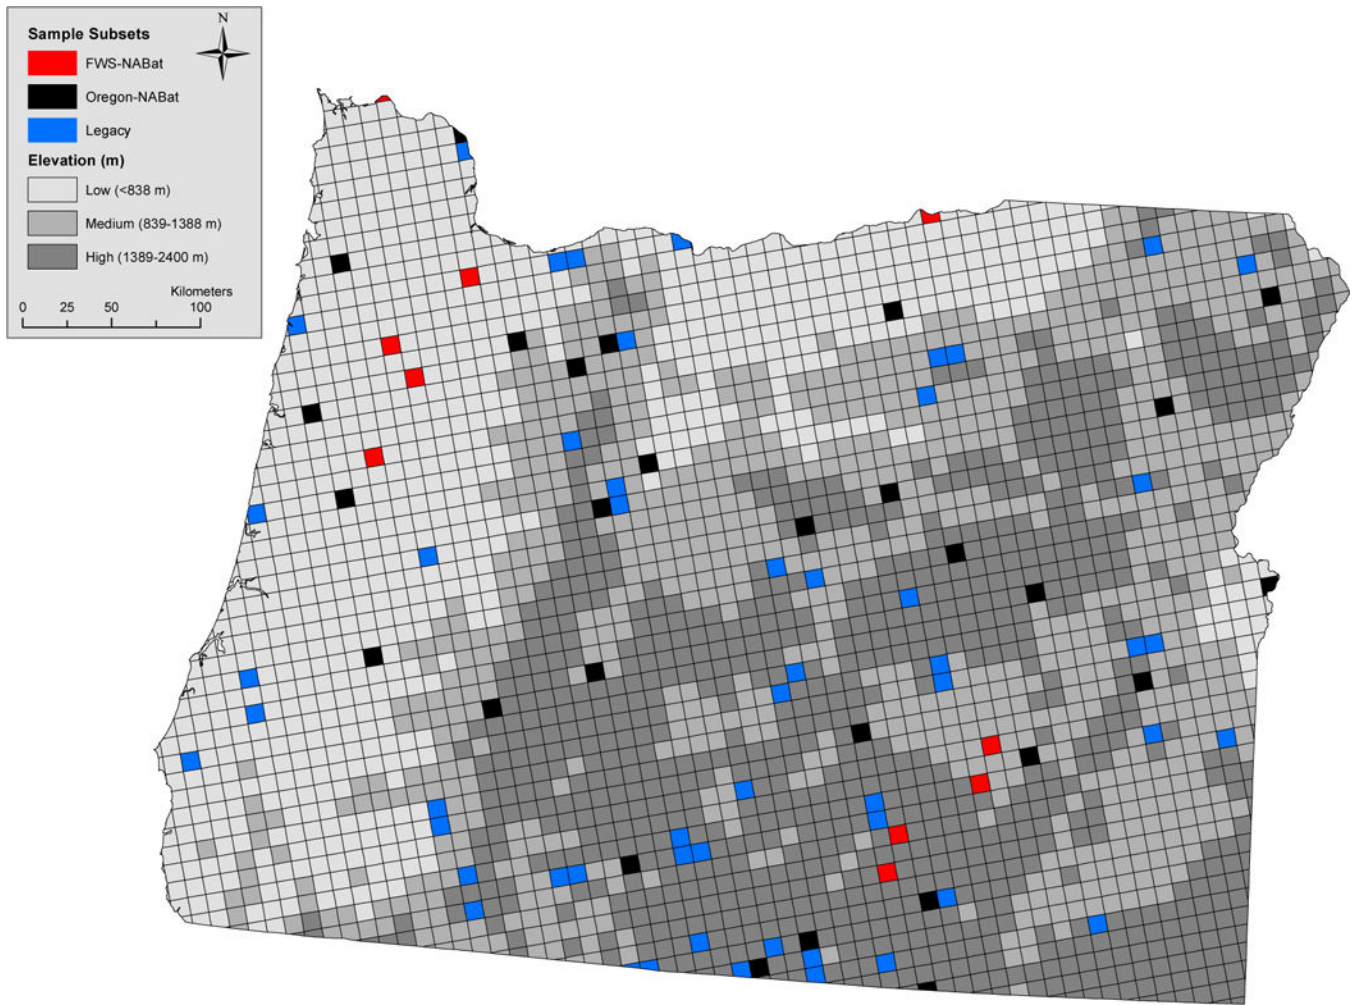 N
Sample Subsets
FWS-NABat
Oregon-NABat
Legacy
Elevation (m)
Low (<838 m)
Medium (839-1388 m)
High (1389-2400 m)
Kilometers
0 25 50 100